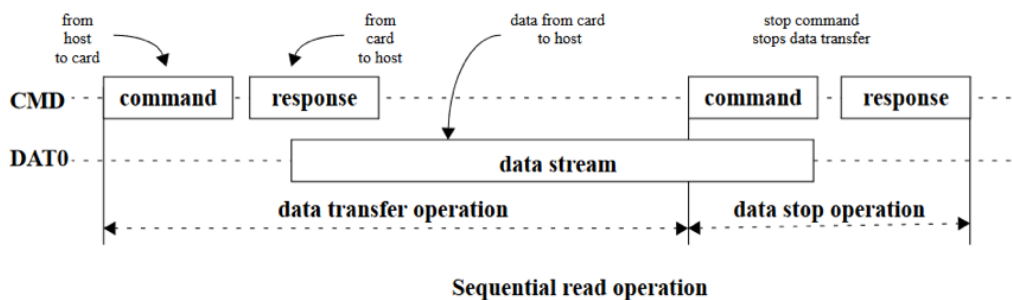 from
host
to card
from
card
to host
data from card
to host
stop command
stops data transfer
CMD
command
response
command
response
DAT0
data stream
data transfer operation
data stop operation
Sequential read operation